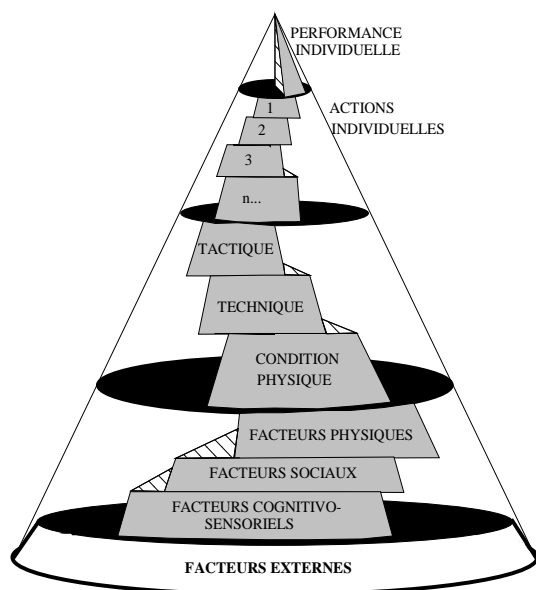 PERFORMANCE
INDIVIDUELLE
1
ACTIONS
2
INDIVIDUELLES
3
n...
TACTIQUE
TECHNIQUE
CONDITION
PHYSIQUE
FACTEURS PHYSIQUES
FACTEURS SOCIAUX
FACTEURS COGNITIVO-
SENSORIELS
FACTEURS EXTERNES